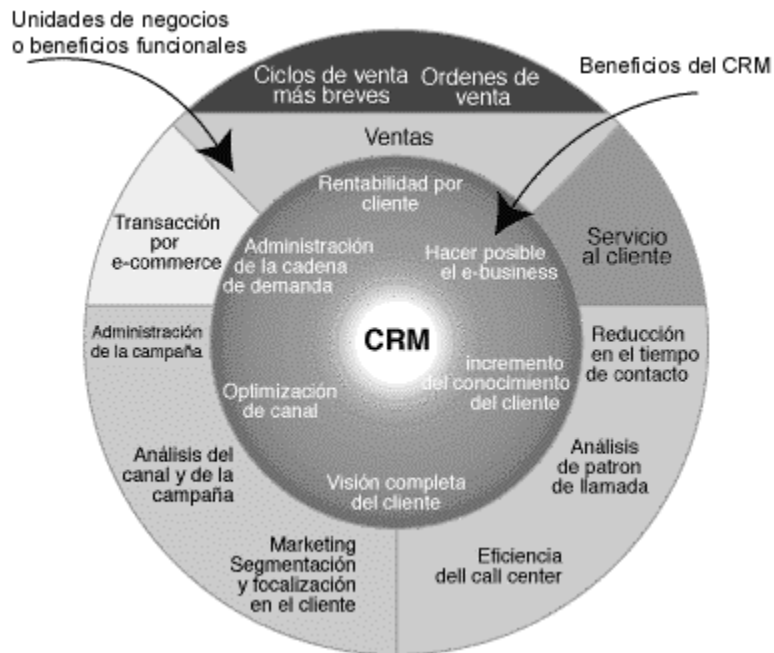 Unidades de negocios
o beneficios funcionales
Beneficios del CRM
Ciclos de venta
más breves
Ordenes de
venta
Ventas
Rentabilidad por
cliente
Transacción
por
e-commerce
Administración
de la cadena
de demanda
Hacer posible
el e-business
Servicio
al cliente
CRM
Administración
de la campaña
Reducción
en el tiempo
de contacto
Optimización
de canal
incremento
del conocimiento
del cliente
Análisis del
canal y de la
campaña
Análisis
de patron
de llamada
Visión completa
del cliente
Marketing
Segmentación
y focalización
en el cliente
Eficiencia
dell call center